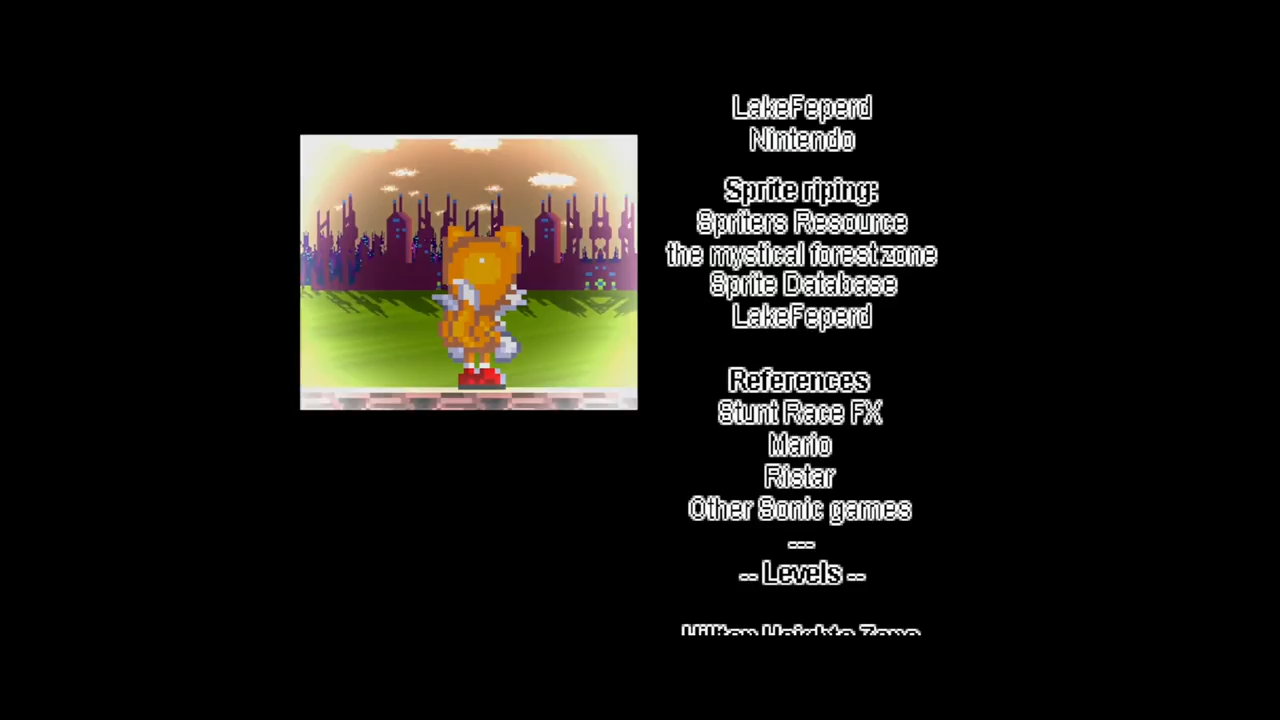 LakeFeperd
Nintendo
Sprite riping:
Spriters Resource
the mystical forest zone
Sprite Database
LakeFeperd
References
Stunt Race FX
Mario
Ristar
Other Sonic games
---
-- Levels --
Zone